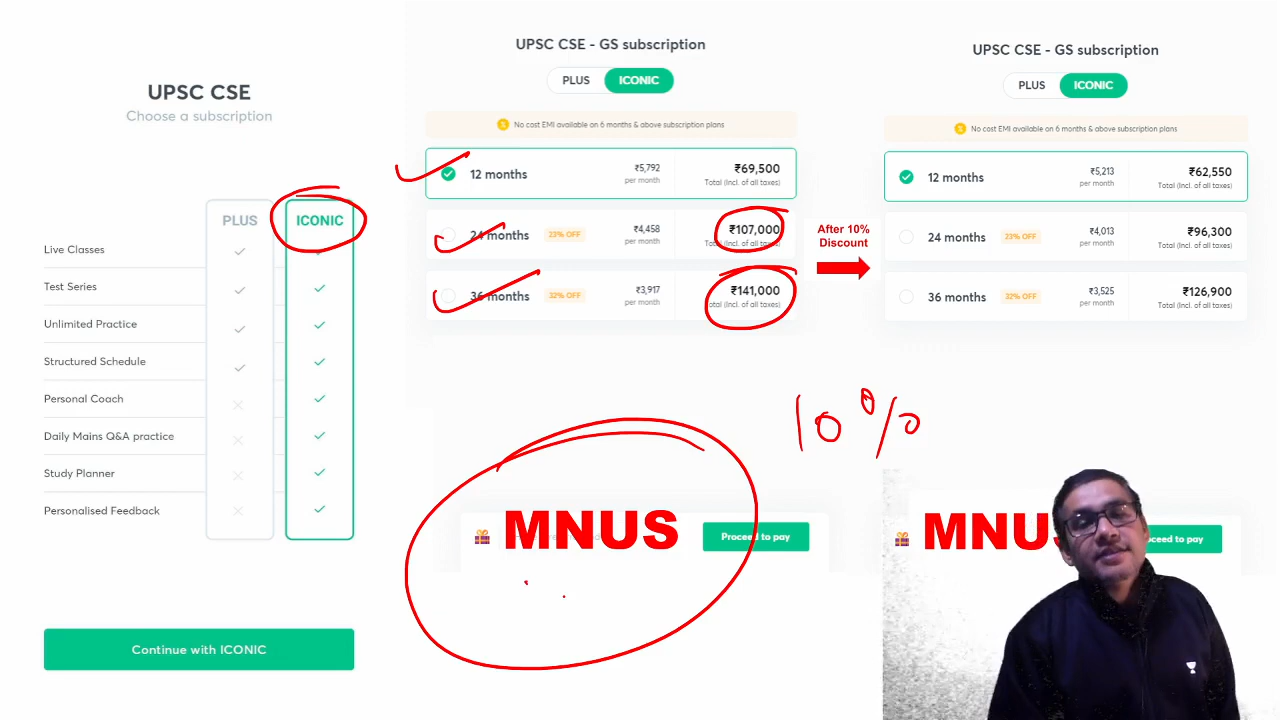 UPSC CSE
Choose a subscription
PLUS
ICONIC
Live Classes
Test Series
Unlimited Practice
Structured Schedule
Personal Coach
Daily Mains Q&A practice
Study Planner
Personalised Feedback
Continue with ICONIC
UPSC CSE - GS subscription
PLUS
ICONIC
No cost EMI available on 6 months & above subscription plans
12 months
₹5,792
per month
₹69,500
Total (Incl. of all taxes)
24 months
23% OFF
₹4,458
per month
₹107,000
Total (Incl. of all taxes)
36 months
32% OFF
₹3,917
per month
₹141,000
Total (Incl. of all taxes)
MNUS
Proceed to pay
After 10%
Discount
10%
UPSC CSE - GS subscription
PLUS
ICONIC
No cost EMI available on 6 months & above subscription plans
12 months
₹5,213
per month
₹62,550
Total (Incl. of all taxes)
24 months
23% OFF
₹4,013
per month
₹96,300
Total (Incl. of all taxes)
36 months
32% OFF
₹3,525
per month
₹126,900
Total (Incl. of all taxes)
MNUS
ceed to pay